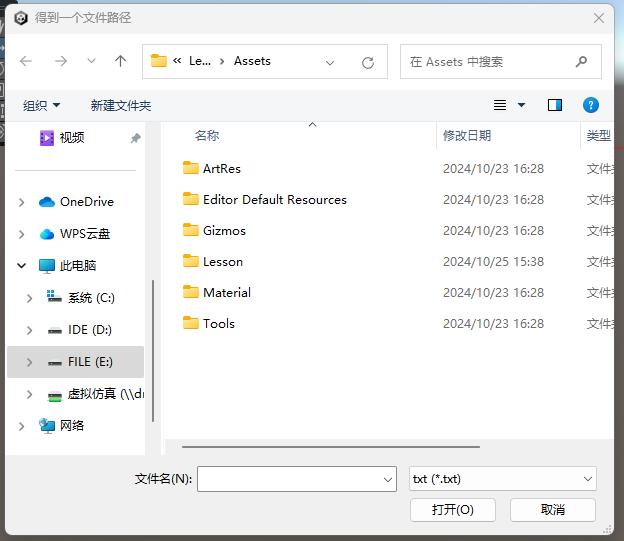 得到一个文件路径
« Le... › Assets
在 Assets 中搜索
组织 新建文件夹
视频
OneDrive
WPS云盘
此电脑
系统 (C:)
IDE (D:)
FILE (E:)
虚拟仿真 (\\d
网络
名称 修改日期 类型
ArtRes 2024/10/23 16:28 文件
Editor Default Resources 2024/10/23 16:28 文件
Gizmos 2024/10/23 16:28 文件
Lesson 2024/10/25 15:38 文件
Material 2024/10/23 16:28 文件
Tools 2024/10/23 16:28 文件
文件名(N): txt (*.txt)
打开(O) 取消